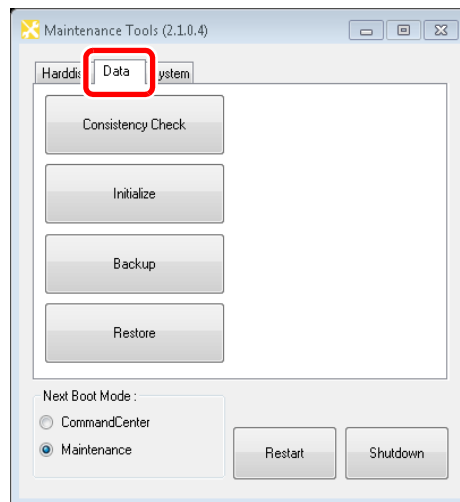 Maintenance Tools (2.1.0.4)
Harddis Data ystem
Consistency Check
Initialize
Backup
Restore
Next Boot Mode :
CommandCenter
Maintenance
Restart Shutdown